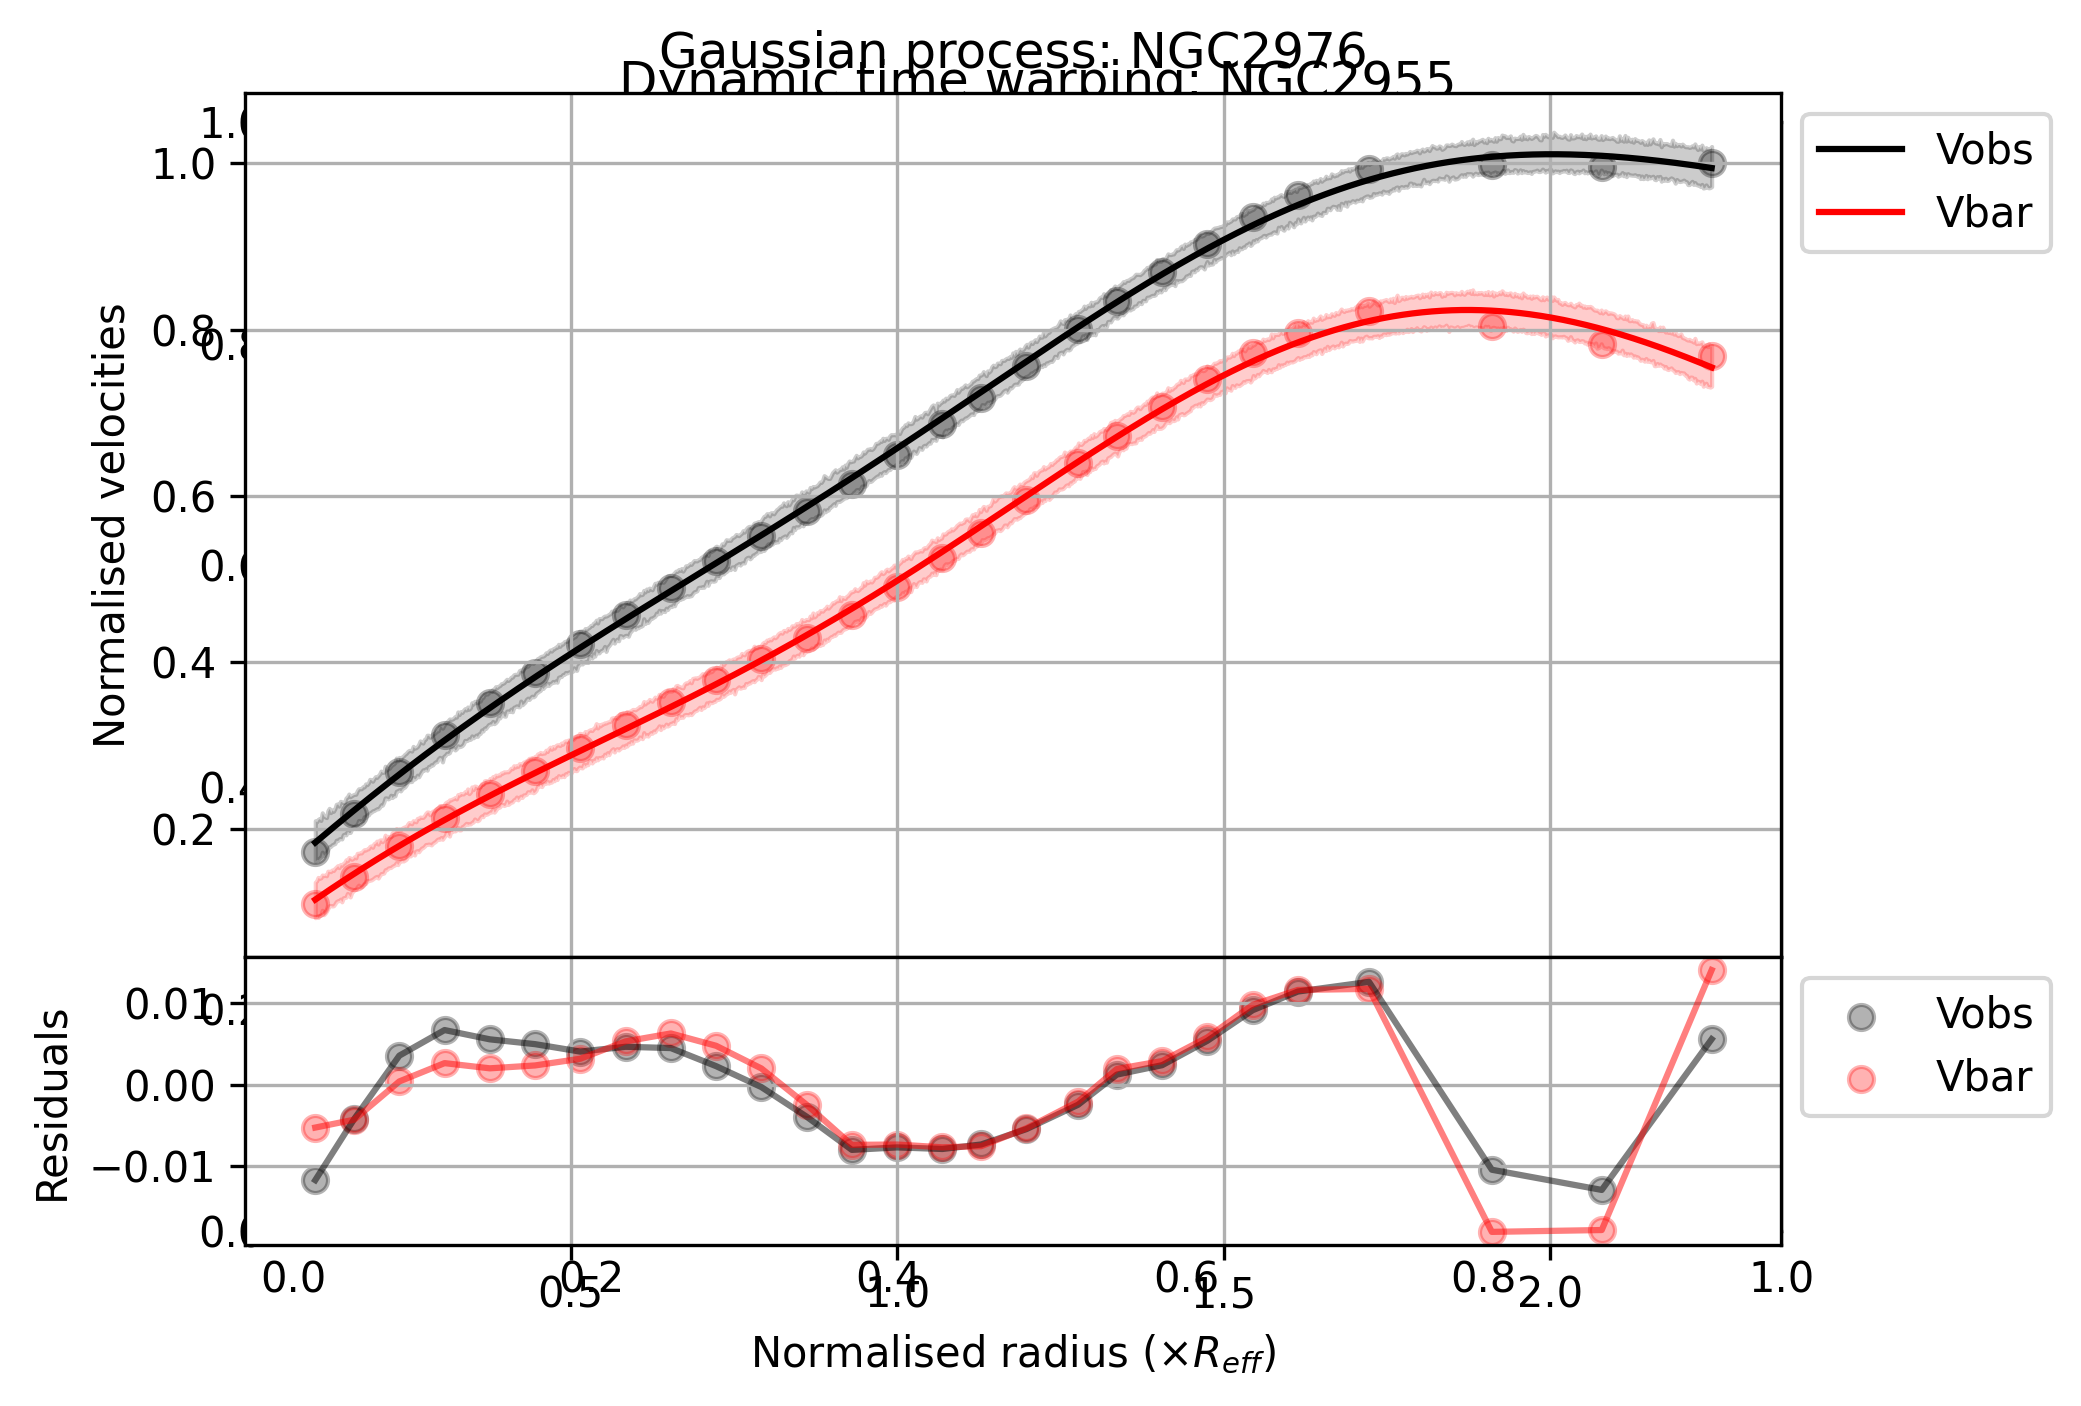 Gaussian process: NGC2976
Dynamic time warping: NGC2955
Normalised velocities
1.0
0.8
0.6
0.4
0.2
Vobs
Vbar
Residuals
0.01
0.00
−0.01
Vobs
Vbar
0.0 0.2 0.4 0.6 0.8 1.0
0.5 1.0 1.5 2.0
Normalised radius (×R_eff)